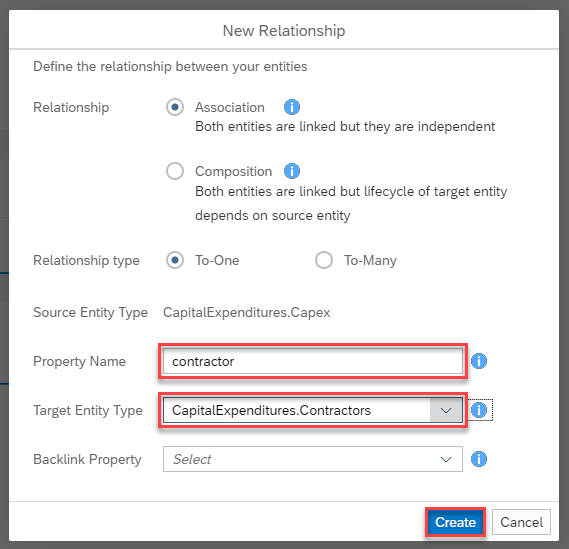 New Relationship
Define the relationship between your entities
Relationship
Association
Both entities are linked but they are independent
Composition
Both entities are linked but lifecycle of target entity
depends on source entity
Relationship type
To-One
To-Many
Source Entity Type
CapitalExpenditures.Capex
Property Name
contractor
Target Entity Type
CapitalExpenditures.Contractors
Backlink Property
Select
Create
Cancel